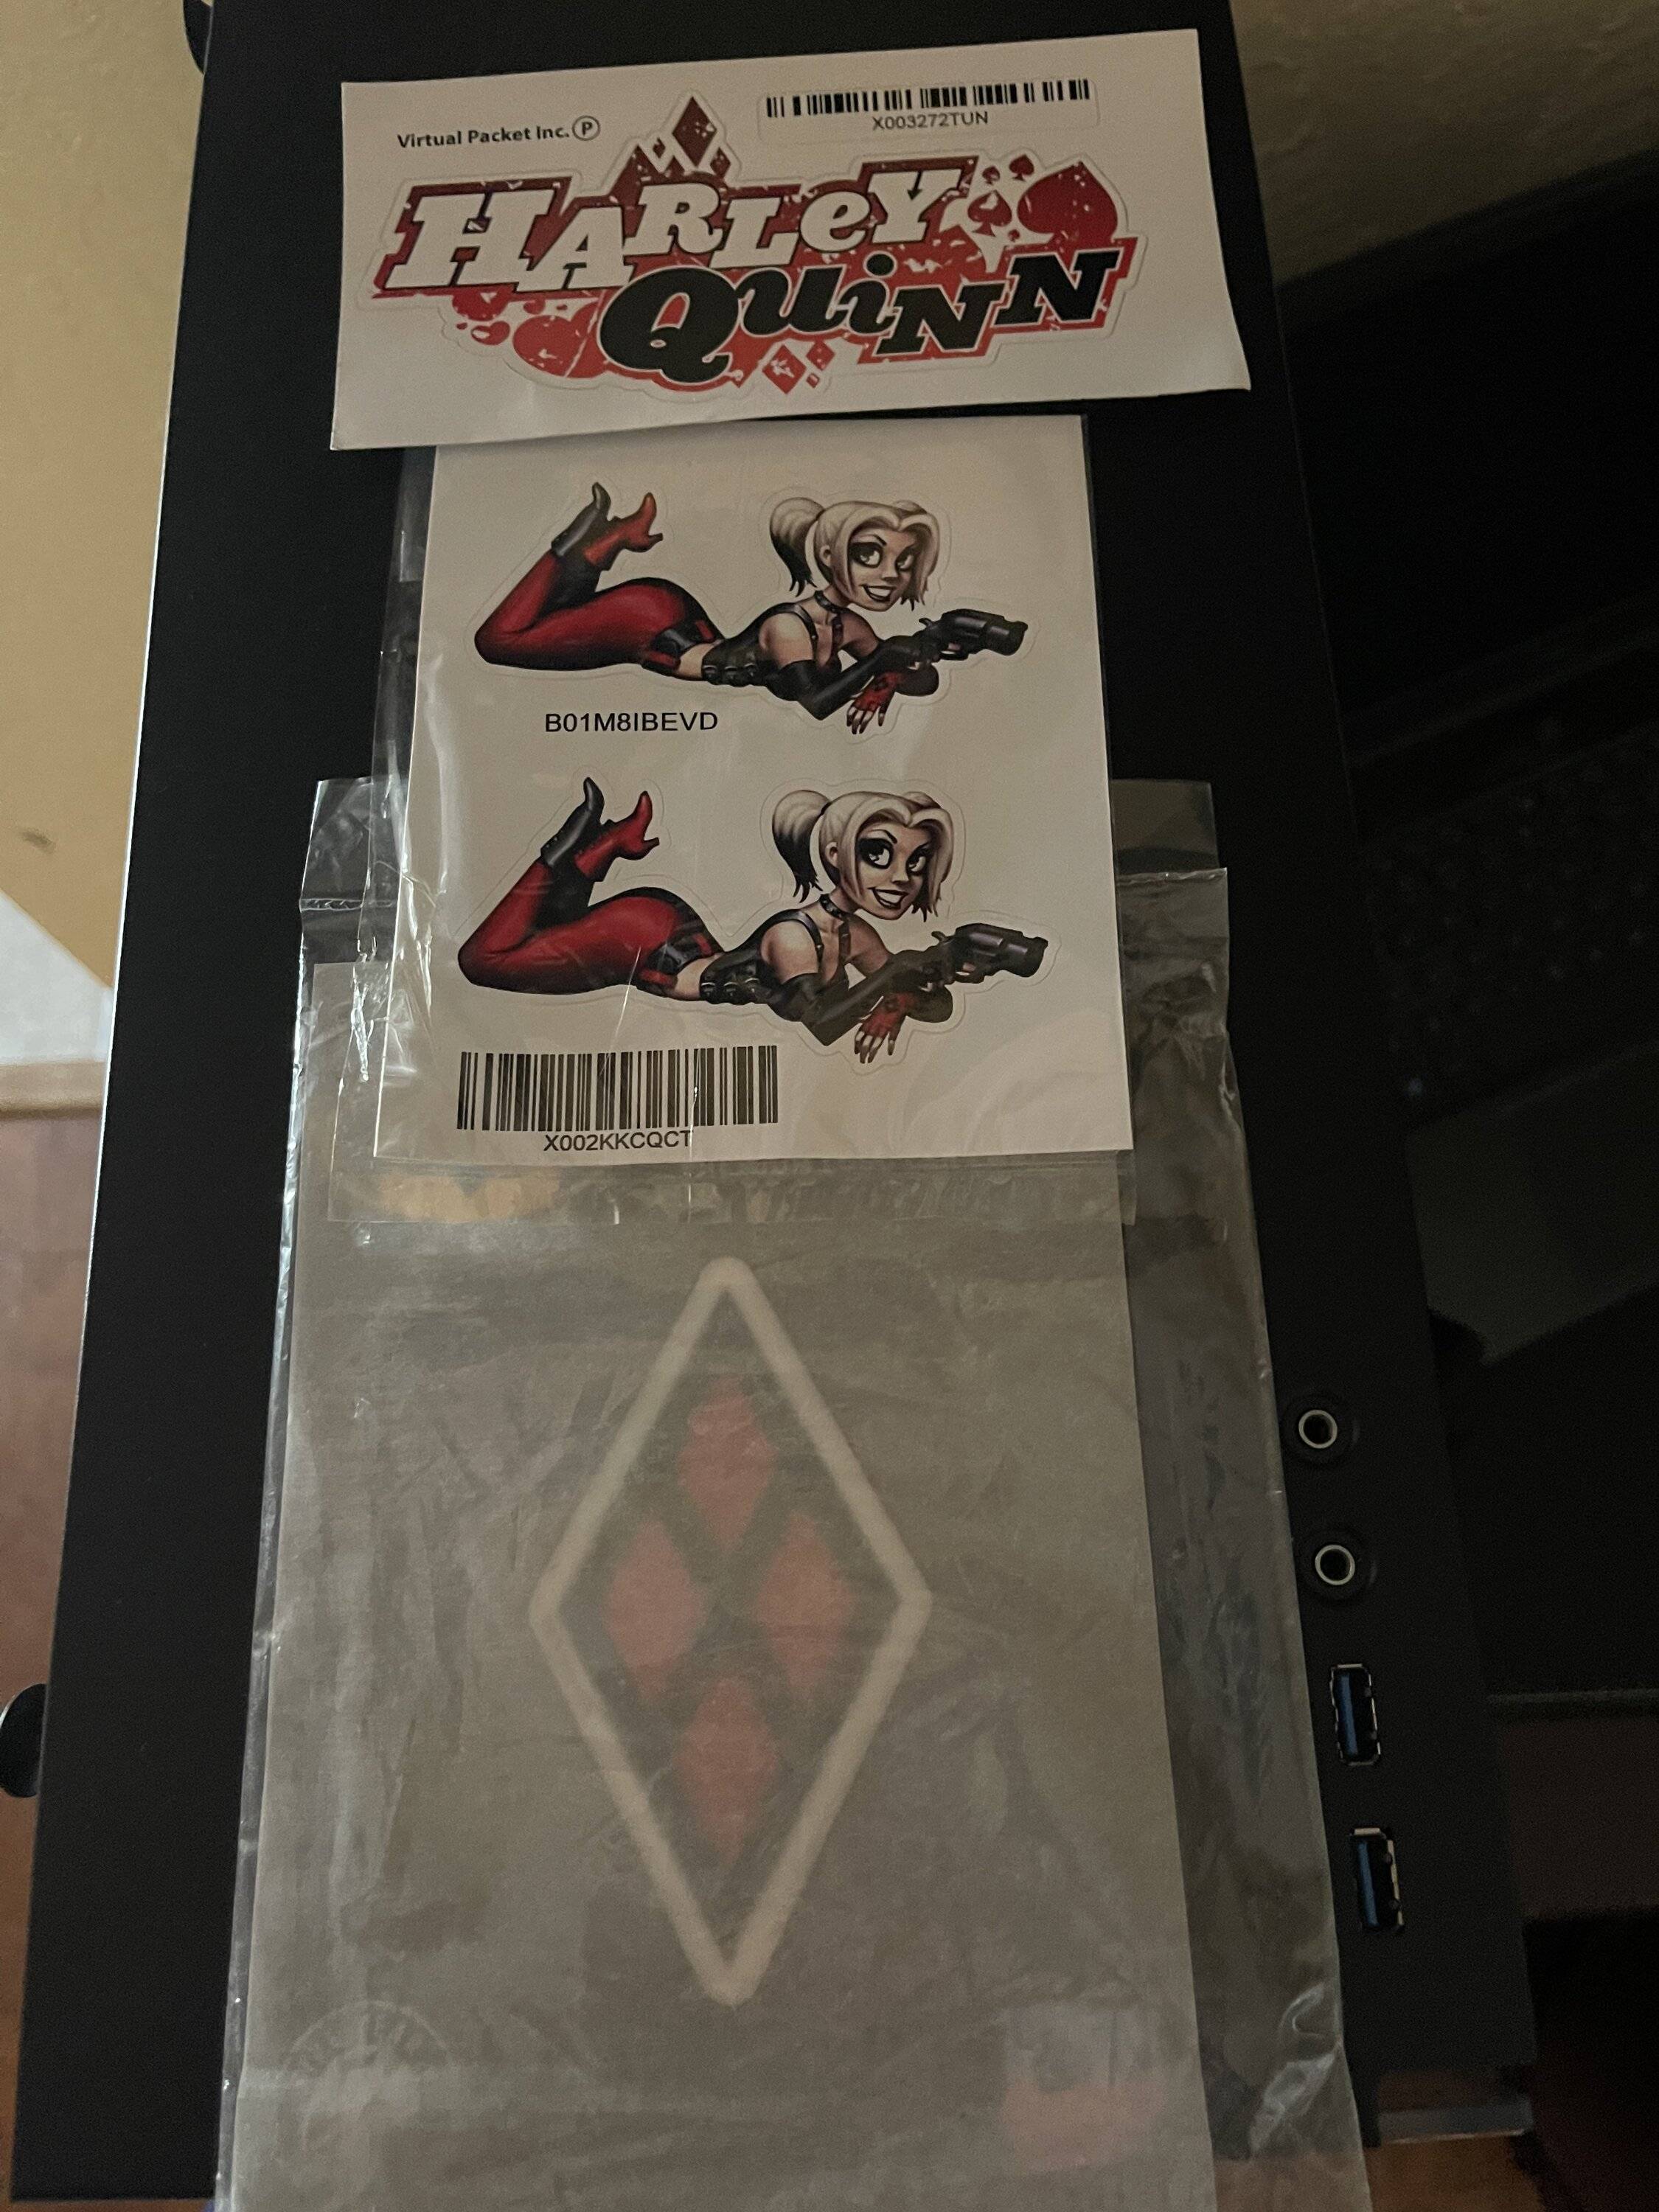 Virtual Packet Inc. Ⓟ
X003272TUN
HARLeY
QuiNN
B01M8IBEVD
X002KKCQCT